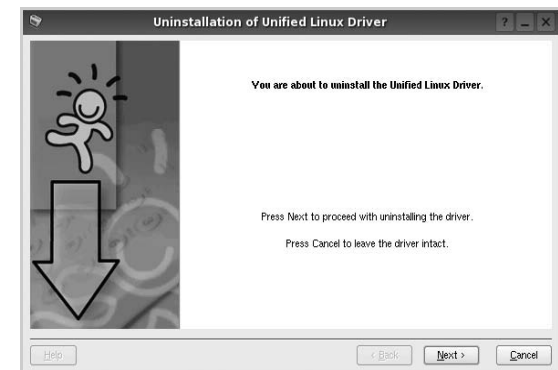 Uninstallation of Unified Linux Driver
You are about to uninstall the Unified Linux Driver.
Press Next to proceed with uninstalling the driver.
Press Cancel to leave the driver intact.
Help
< Back
Next >
Cancel